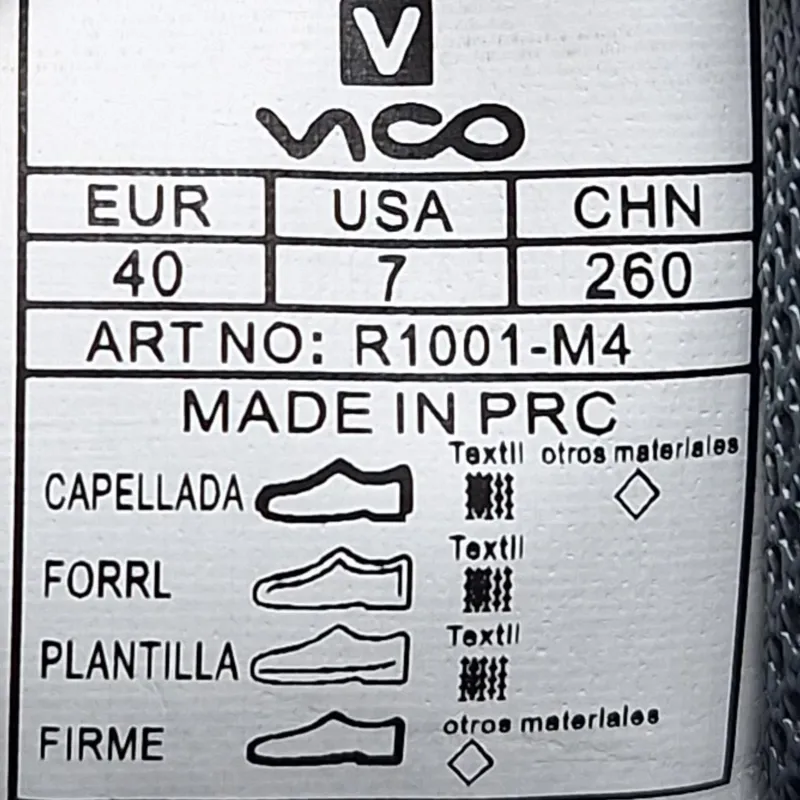 V
VICO
EUR USA CHN
40 7 260
ART NO: R1001-M4
MADE IN PRC
Textil otros materiales
CAPELLADA
Textil
FORRL
Textil
PLANTILLA
otros materiales
FIRME